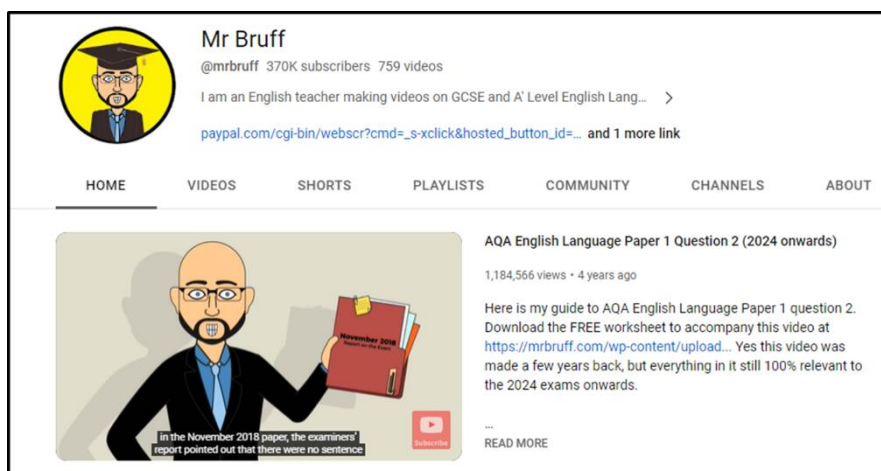 Mr Bruff
@mrbruff 370K subscribers 759 videos
I am an English teacher making videos on GCSE and A' Level English Lang...
paypal.com/cgi-bin/webscr?cmd=_s-xclick&hosted_button_id=... and 1 more link
HOME VIDEOS SHORTS PLAYLISTS COMMUNITY CHANNELS ABOUT
November 2018
Report on the Exam
in the November 2018 paper, the examiners'
report pointed out that there were no sentence
Subscribe
AQA English Language Paper 1 Question 2 (2024 onwards)
1,184,566 views • 4 years ago
Here is my guide to AQA English Language Paper 1 question 2.
Download the FREE worksheet to accompany this video at
https://mrbruff.com/wp-content/upload... Yes this video was
made a few years back, but everything in it still 100% relevant to
the 2024 exams onwards.
...
READ MORE